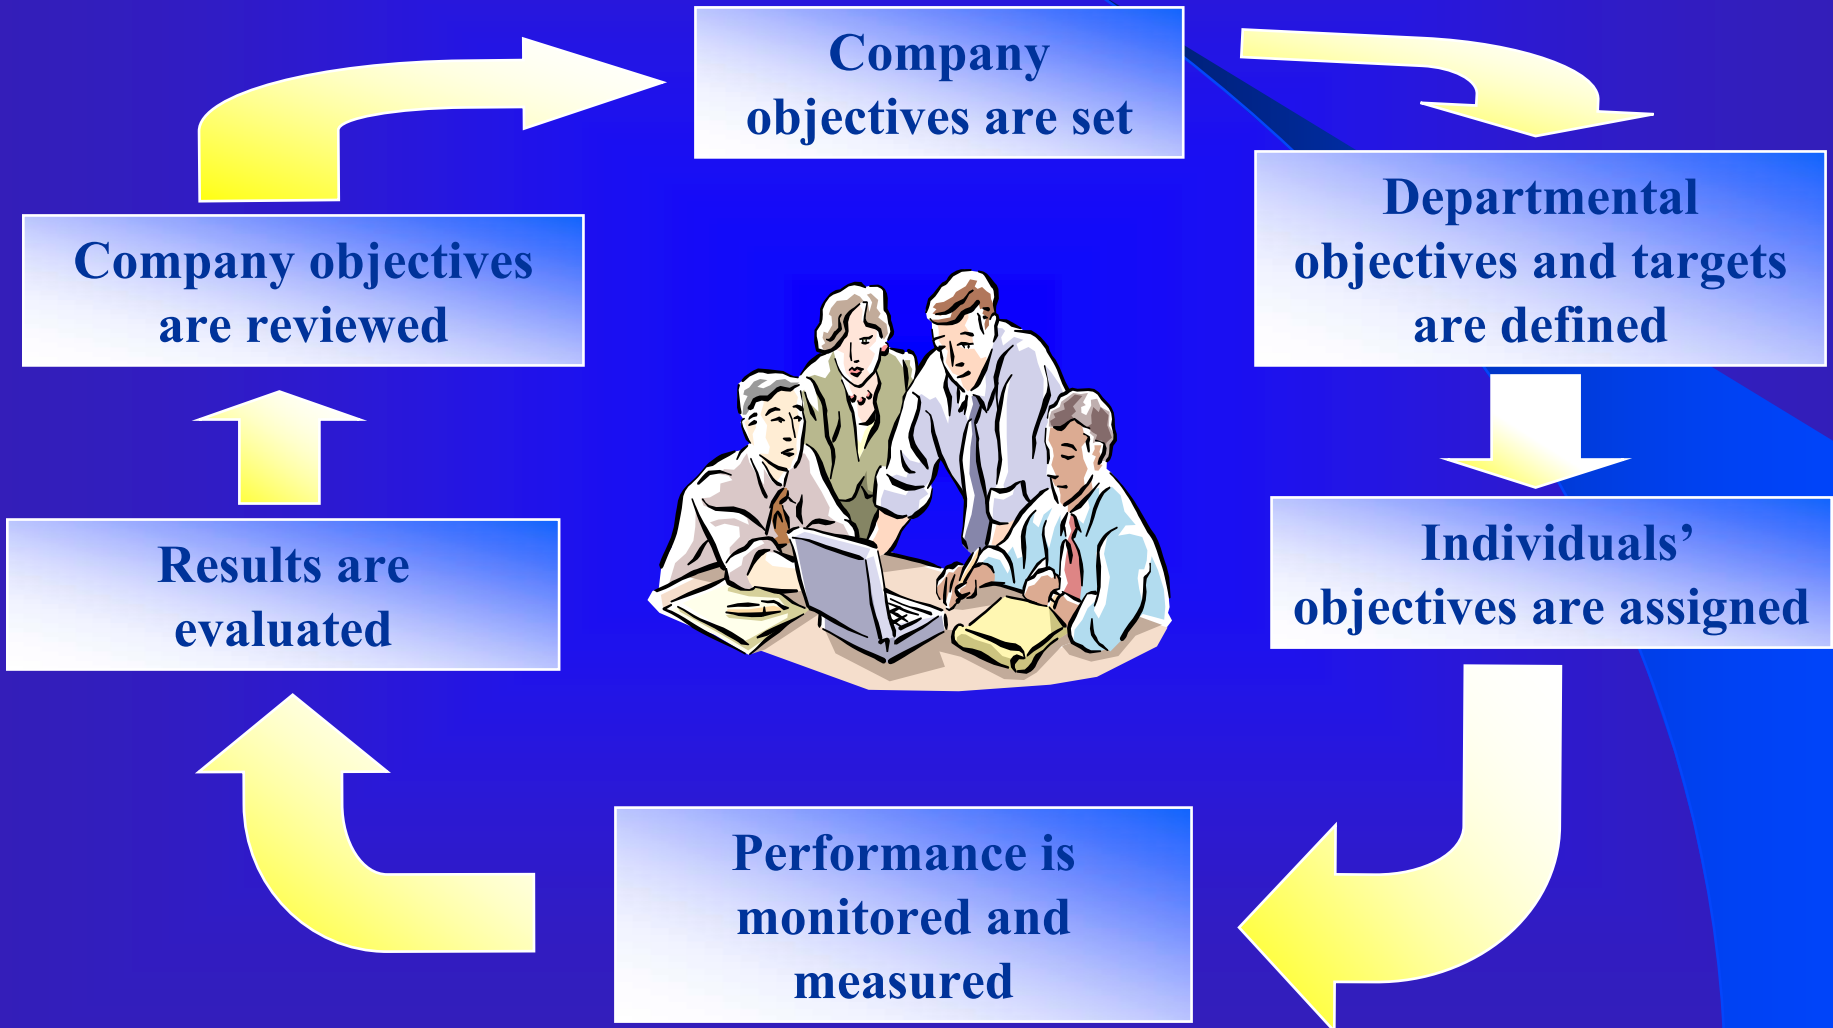 Company
objectives are set
Departmental
objectives and targets
are defined
Individuals’
objectives are assigned
Performance is
monitored and
measured
Results are
evaluated
Company objectives
are reviewed